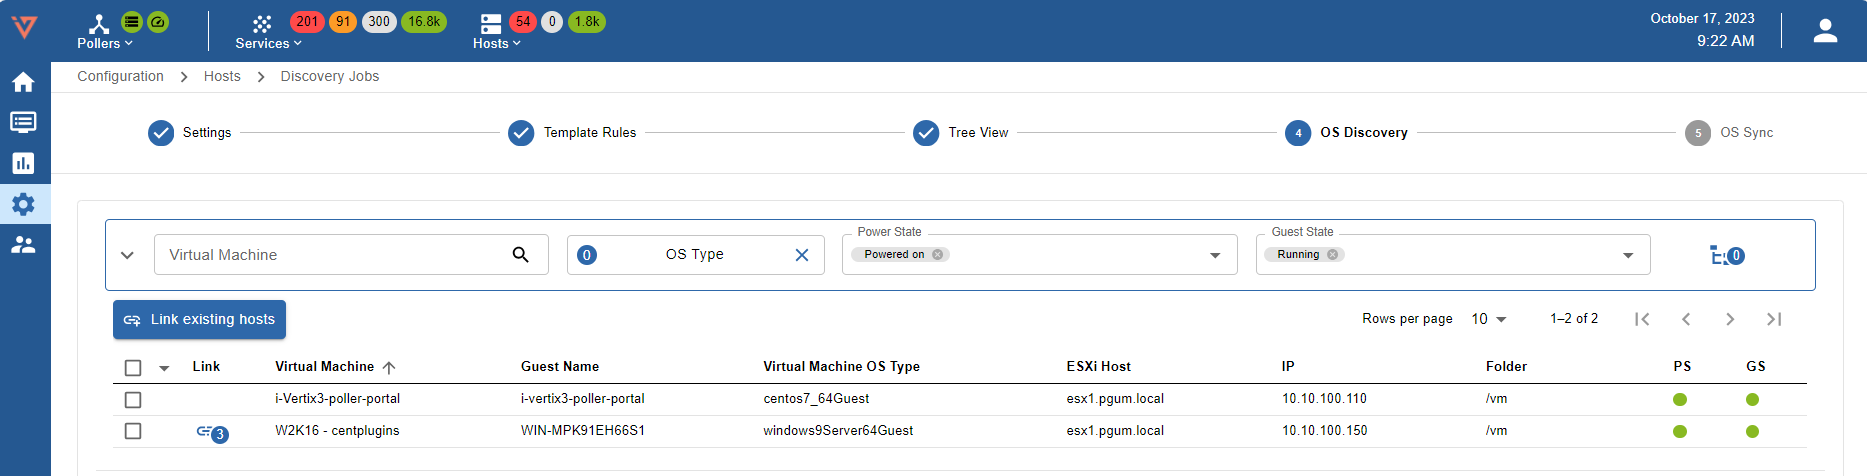 201 91 300 16.8k 54 0 1.8k October 17, 2023
Pollers Services Hosts 9:22 AM
Configuration Hosts Discovery Jobs
Settings Template Rules Tree View 4 OS Discovery 5 OS Sync
Power State Guest State
Virtual Machine 0 OS Type Powered on Running 0
Link existing hosts Rows per page 10 1–2 of 2
Link Virtual Machine Guest Name Virtual Machine OS Type ESXi Host IP Folder PS GS
i-Vertix3-poller-portal i-vertix3-poller-portal centos7_64Guest esx1.pgum.local 10.10.100.110 /vm
3 W2K16 - centplugins WIN-MPK91EH66S1 windows9Server64Guest esx1.pgum.local 10.10.100.150 /vm